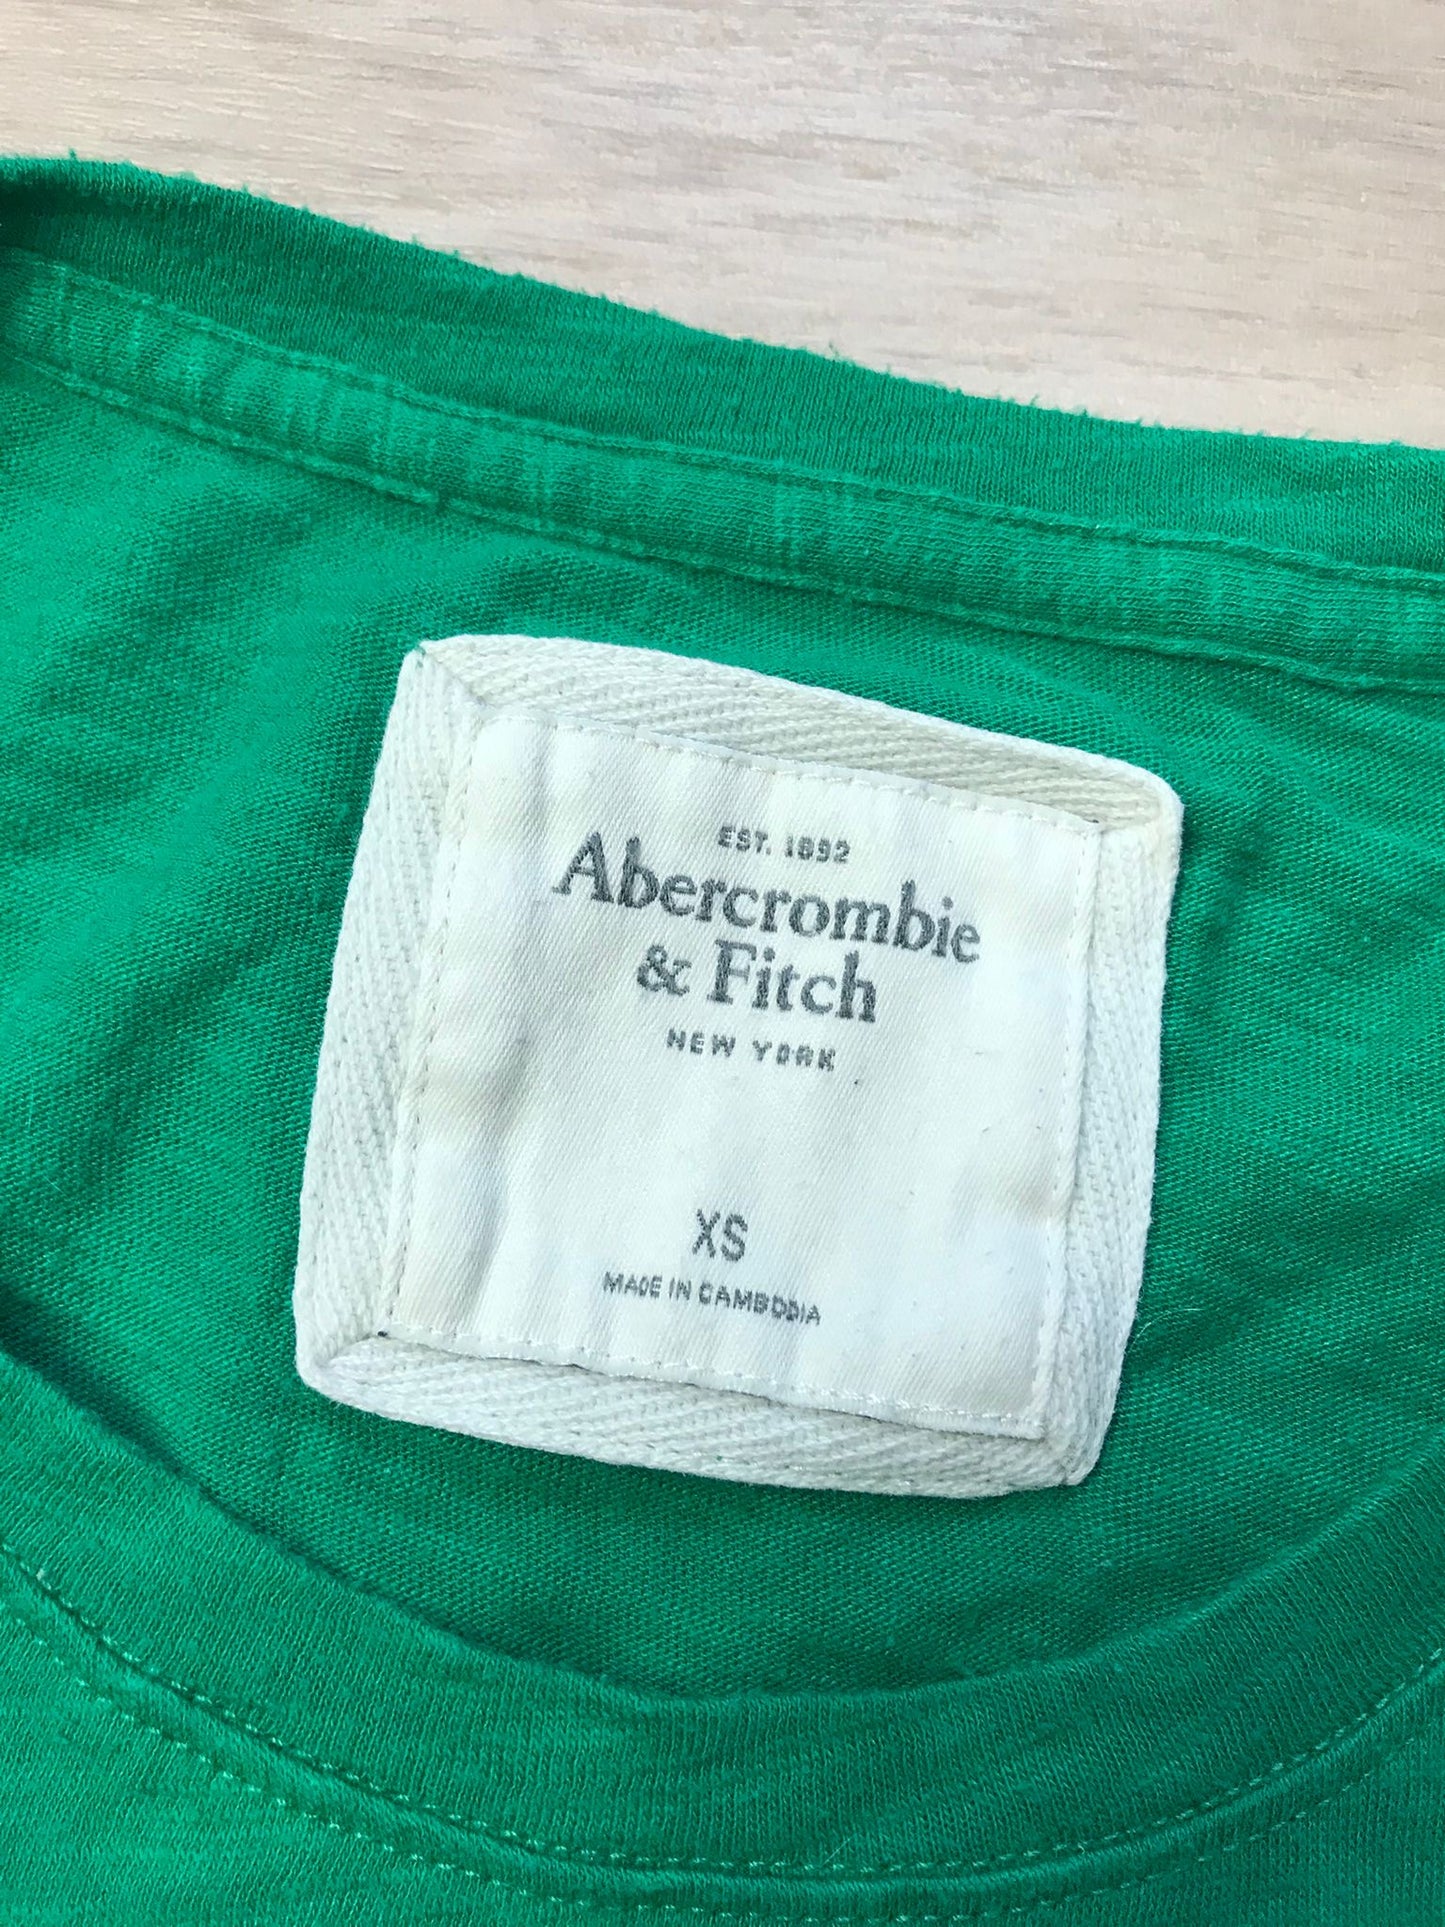 EST. 1892
Abercrombie
& Fitch
NEW YORK
XS
MADE IN CAMBODIA